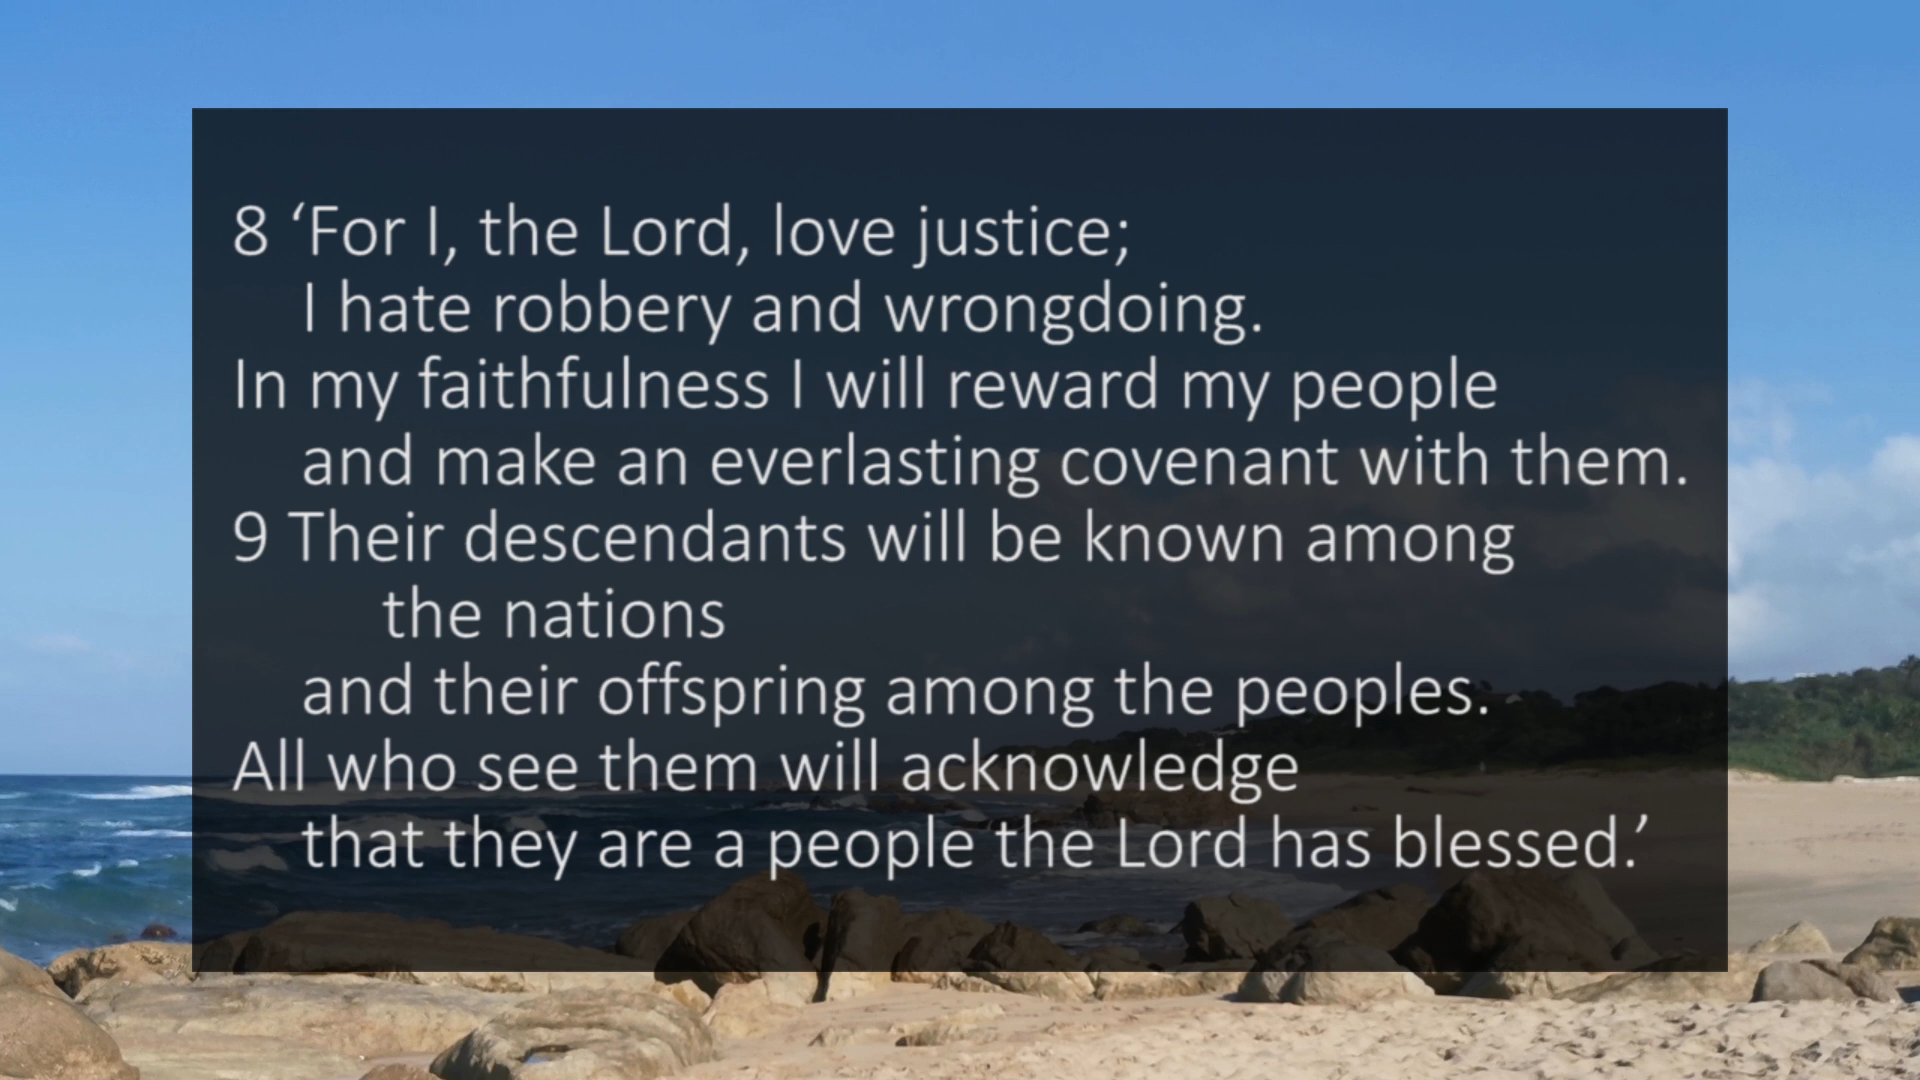 8 ‘For I, the Lord, love justice;
I hate robbery and wrongdoing.
In my faithfulness I will reward my people
and make an everlasting covenant with them.
9 Their descendants will be known among
the nations
and their offspring among the peoples.
All who see them will acknowledge
that they are a people the Lord has blessed.’